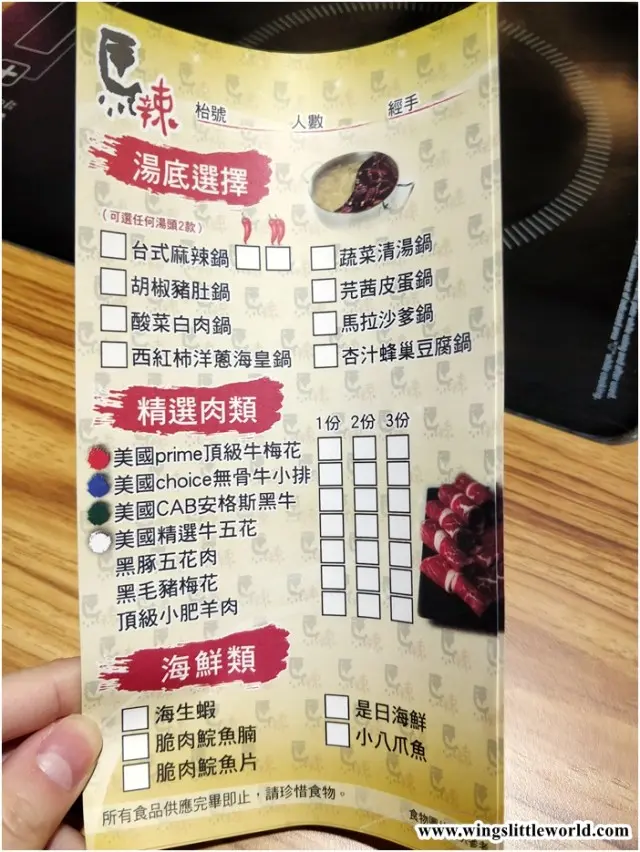 馬辣
枱號 人數 經手
湯底選擇
(可選任何湯頭2款)
台式麻辣鍋 蔬菜清湯鍋
胡椒豬肚鍋 芫茜皮蛋鍋
酸菜白肉鍋 馬拉沙爹鍋
西紅柿洋蔥海皇鍋 杏汁蜂巢豆腐鍋
精選肉類 1份 2份 3份
美國prime頂級牛梅花
美國choice無骨牛小排
美國CAB安格斯黑牛
美國精選牛五花
黑豚五花肉
黑毛豬梅花
頂級小肥羊肉
海鮮類
海生蝦 是日海鮮
脆肉鯇魚腩 小八爪魚
脆肉鯇魚片
所有食品供應完畢即止，請珍惜食物。
食物圖
www.wingslittleworld.com